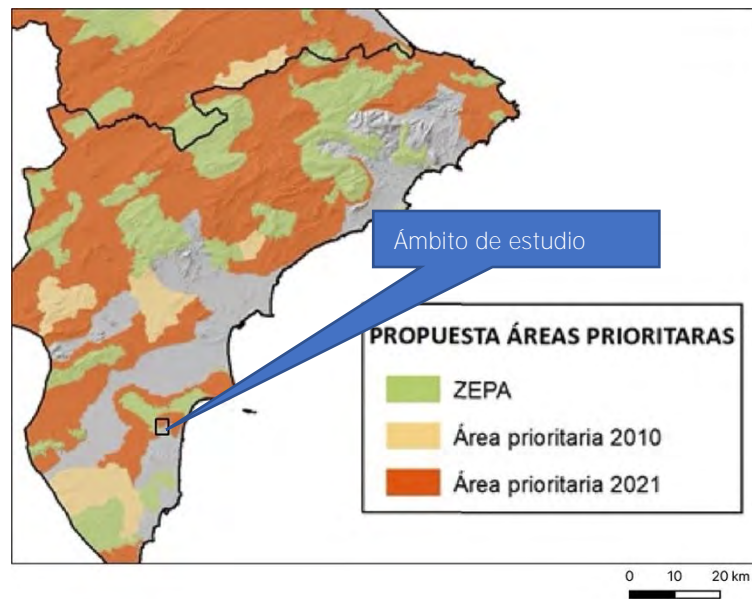 Ámbito de estudio
PROPUESTA ÁREAS PRIORITARAS
ZEPA
Área prioritaria 2010
Área prioritaria 2021
0 10 20 km